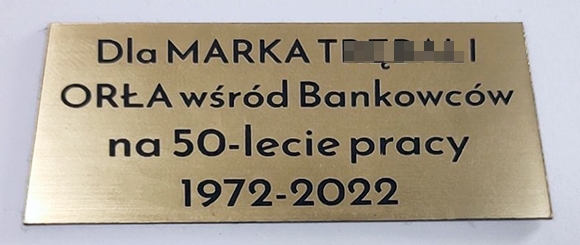 Dla MARKA
ORŁA wśród Bankowców
na 50-lecie pracy
1972-2022